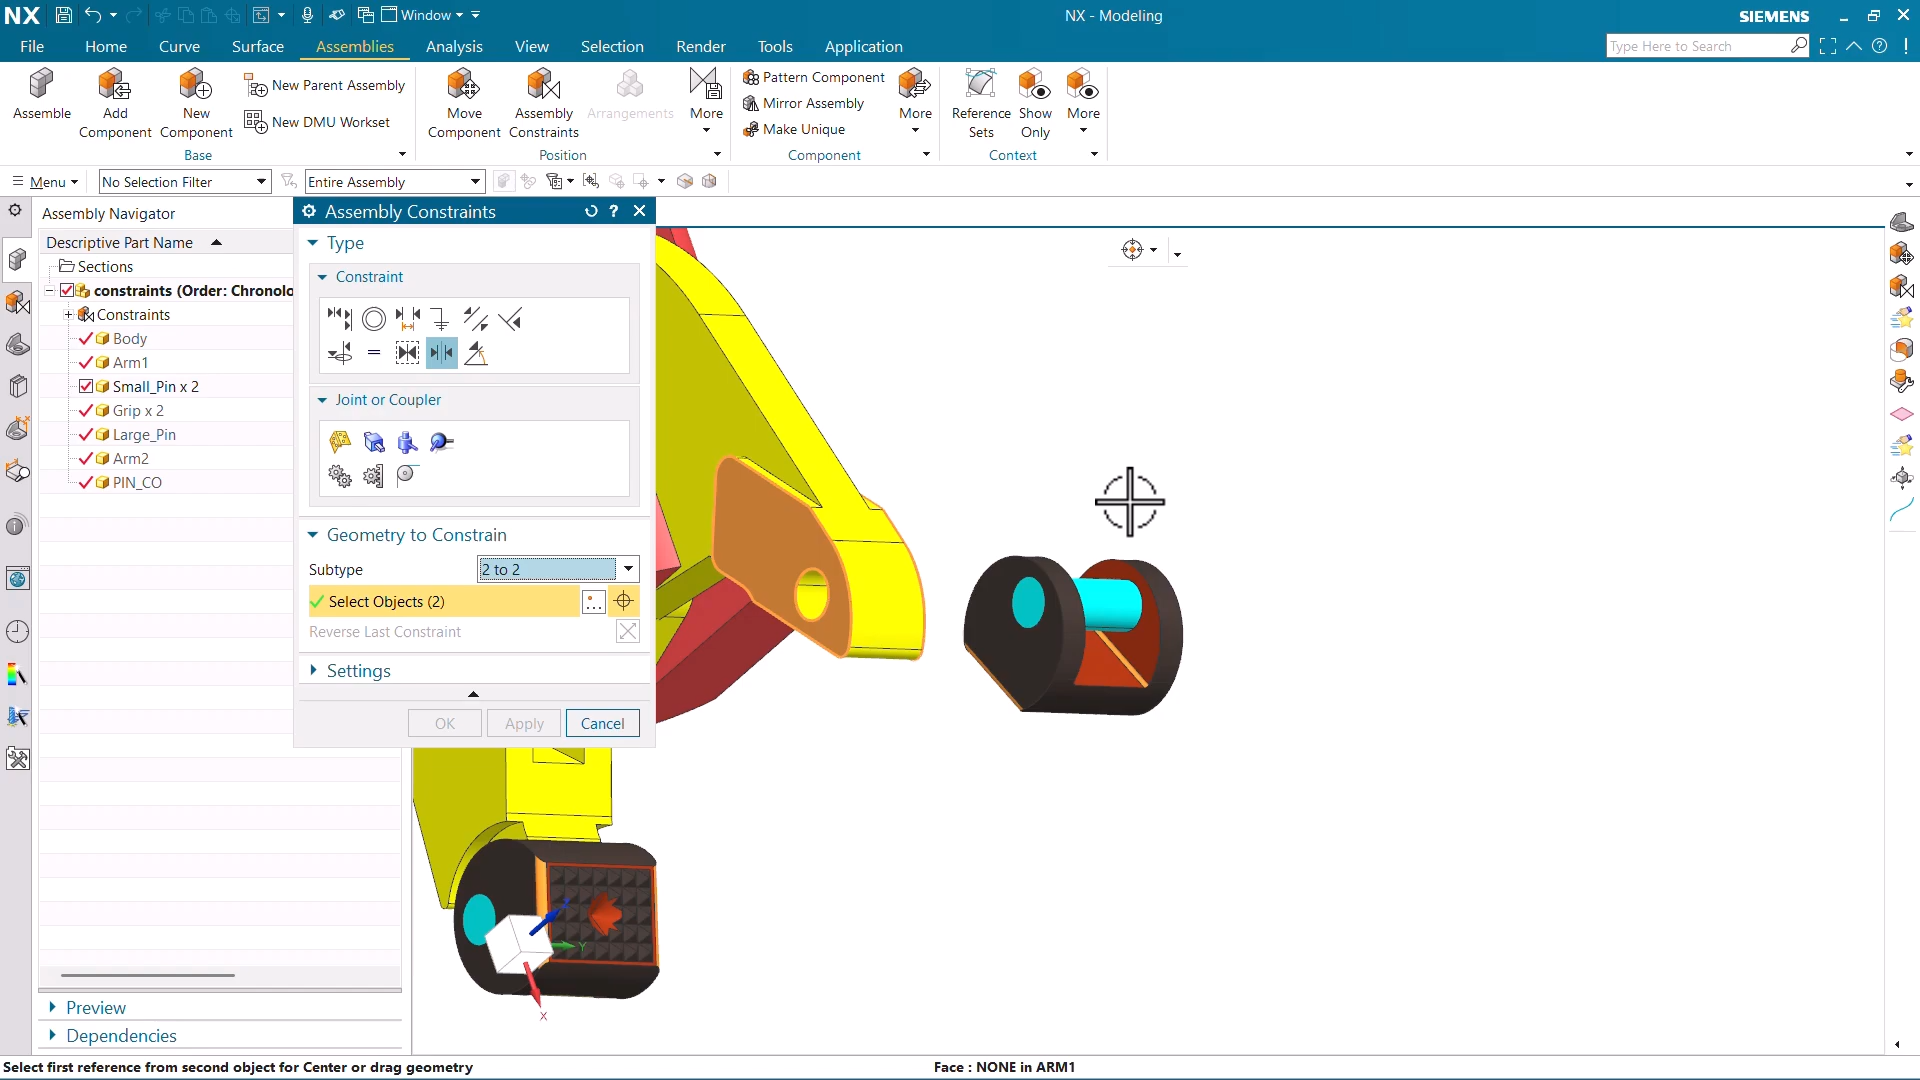 NX
Window
NX - Modeling
SIEMENS
File
Home
Curve
Surface
Assemblies
Analysis
View
Selection
Render
Tools
Application
Type Here to Search
Assemble
Add
Component
New
Component
New Parent Assembly
New DMU Workset
Base
Move
Component
Assembly
Constraints
Arrangements
More
Position
Pattern Component
Mirror Assembly
Make Unique
More
Component
Reference
Sets
Show
Only
More
Context
Menu
No Selection Filter
Entire Assembly
Assembly Navigator
Descriptive Part Name
Sections
constraints (Order: Chronolo
Constraints
Body
Arm1
Small_Pin x 2
Grip x 2
Large_Pin
Arm2
PIN_CO
Preview
Dependencies
Assembly Constraints
Type
Constraint
Joint or Coupler
Geometry to Constrain
Subtype
2 to 2
Select Objects (2)
Reverse Last Constraint
Settings
OK
Apply
Cancel
Z
Y
X
Select first reference from second object for Center or drag geometry
Face : NONE in ARM1